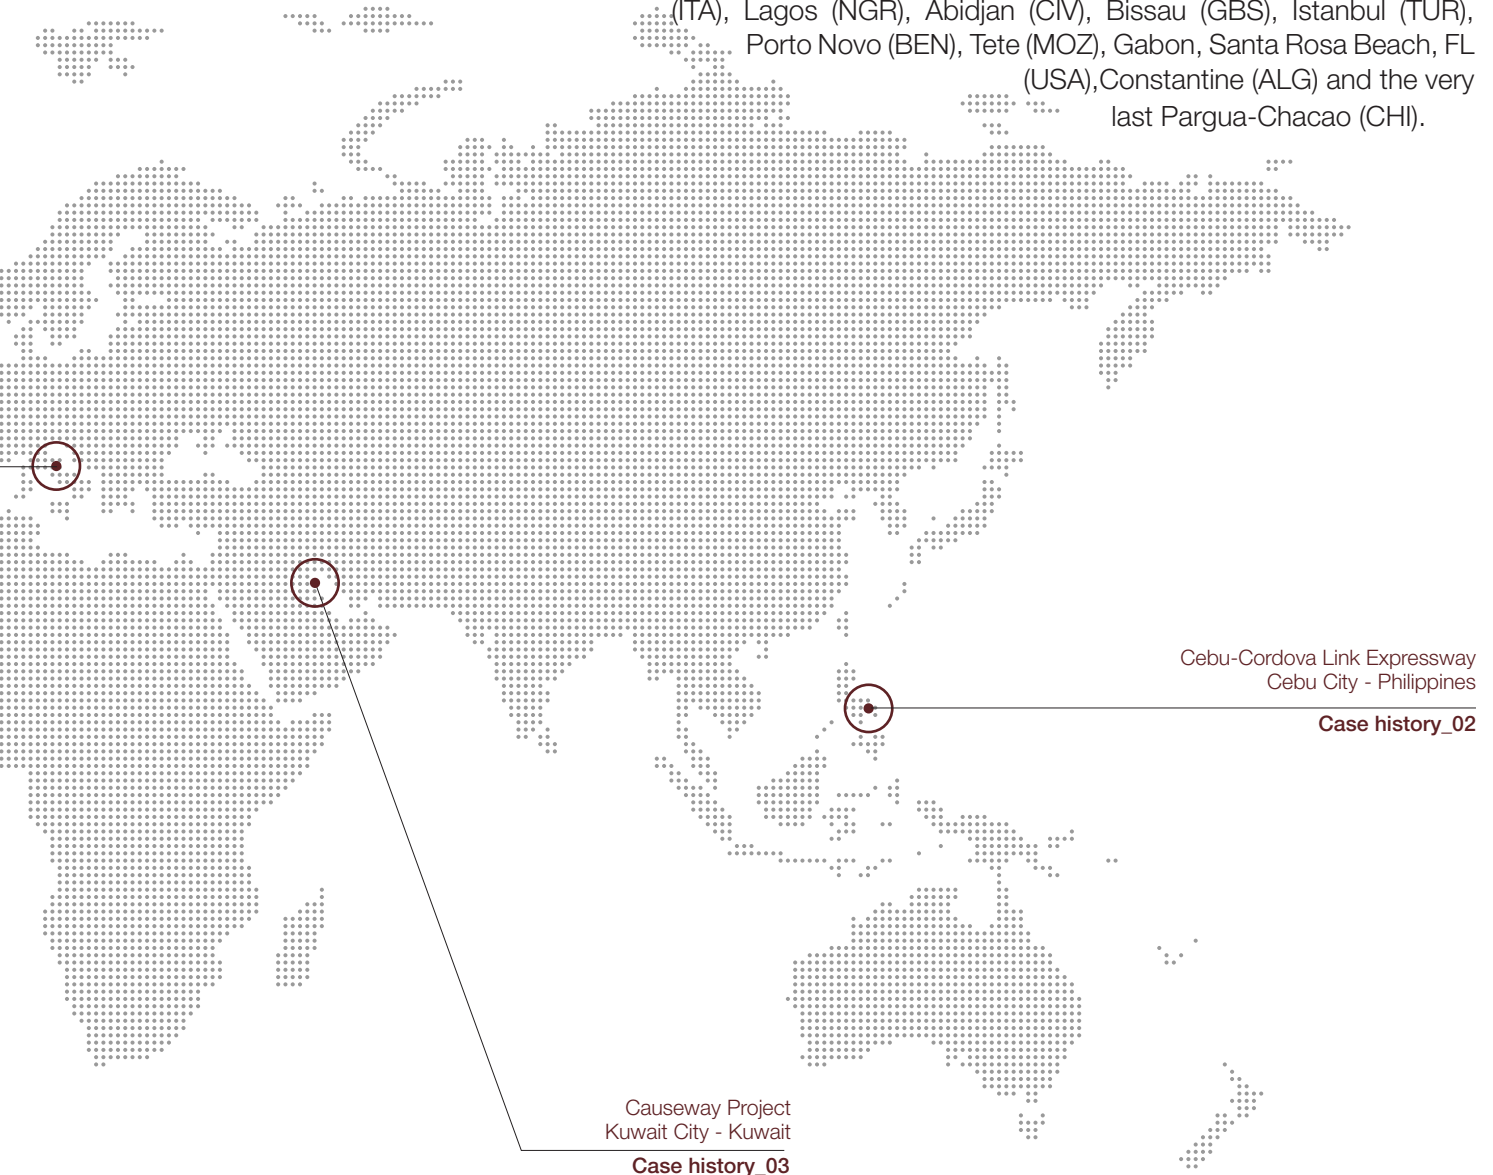 (ITA), Lagos (NGR), Abidjan (CIV), Bissau (GBS), Istanbul (TUR),
Porto Novo (BEN), Tete (MOZ), Gabon, Santa Rosa Beach, FL
(USA),Constantine (ALG) and the very
last Pargua-Chacao (CHI).
Cebu-Cordova Link Expressway
Cebu City - Philippines
Case history_02
Causeway Project
Kuwait City - Kuwait
Case history_03